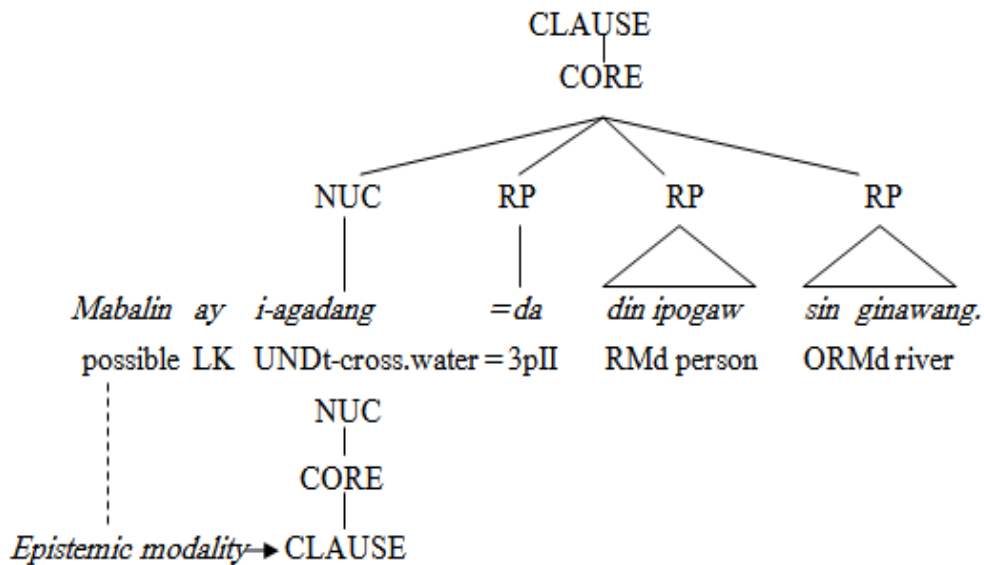 CLAUSE
CORE
NUC RP RP RP
Mabalin ay i-agadang =da din ipogaw sin ginawang.
possible LK UNDt-cross.water =3pII RMd person ORMd river
NUC
CORE
Epistemic modality CLAUSE